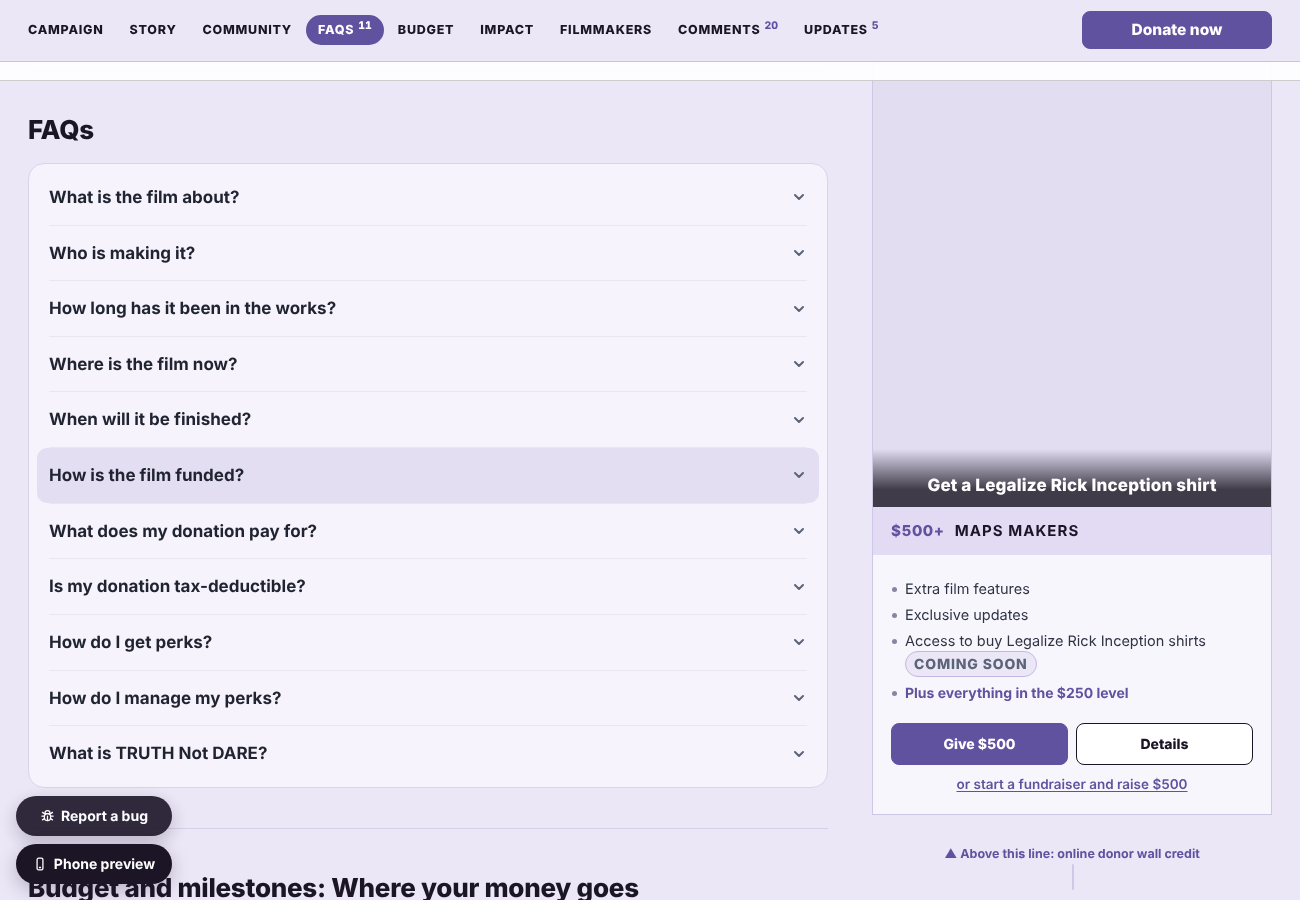 CAMPAIGN STORY COMMUNITY FAQS 11 BUDGET IMPACT FILMMAKERS COMMENTS 20 UPDATES 5 Donate now
FAQs
What is the film about?
Who is making it?
How long has it been in the works?
Where is the film now?
When will it be finished?
How is the film funded?
What does my donation pay for?
Is my donation tax-deductible?
How do I get perks?
How do I manage my perks?
What is TRUTH Not DARE?
Get a Legalize Rick Inception shirt
$500+ MAPS MAKERS
Extra film features
Exclusive updates
Access to buy Legalize Rick Inception shirts
COMING SOON
Plus everything in the $250 level
Give $500 Details
or start a fundraiser and raise $500
▲ Above this line: online donor wall credit
Report a bug
Phone preview
Budget and milestones: Where your money goes